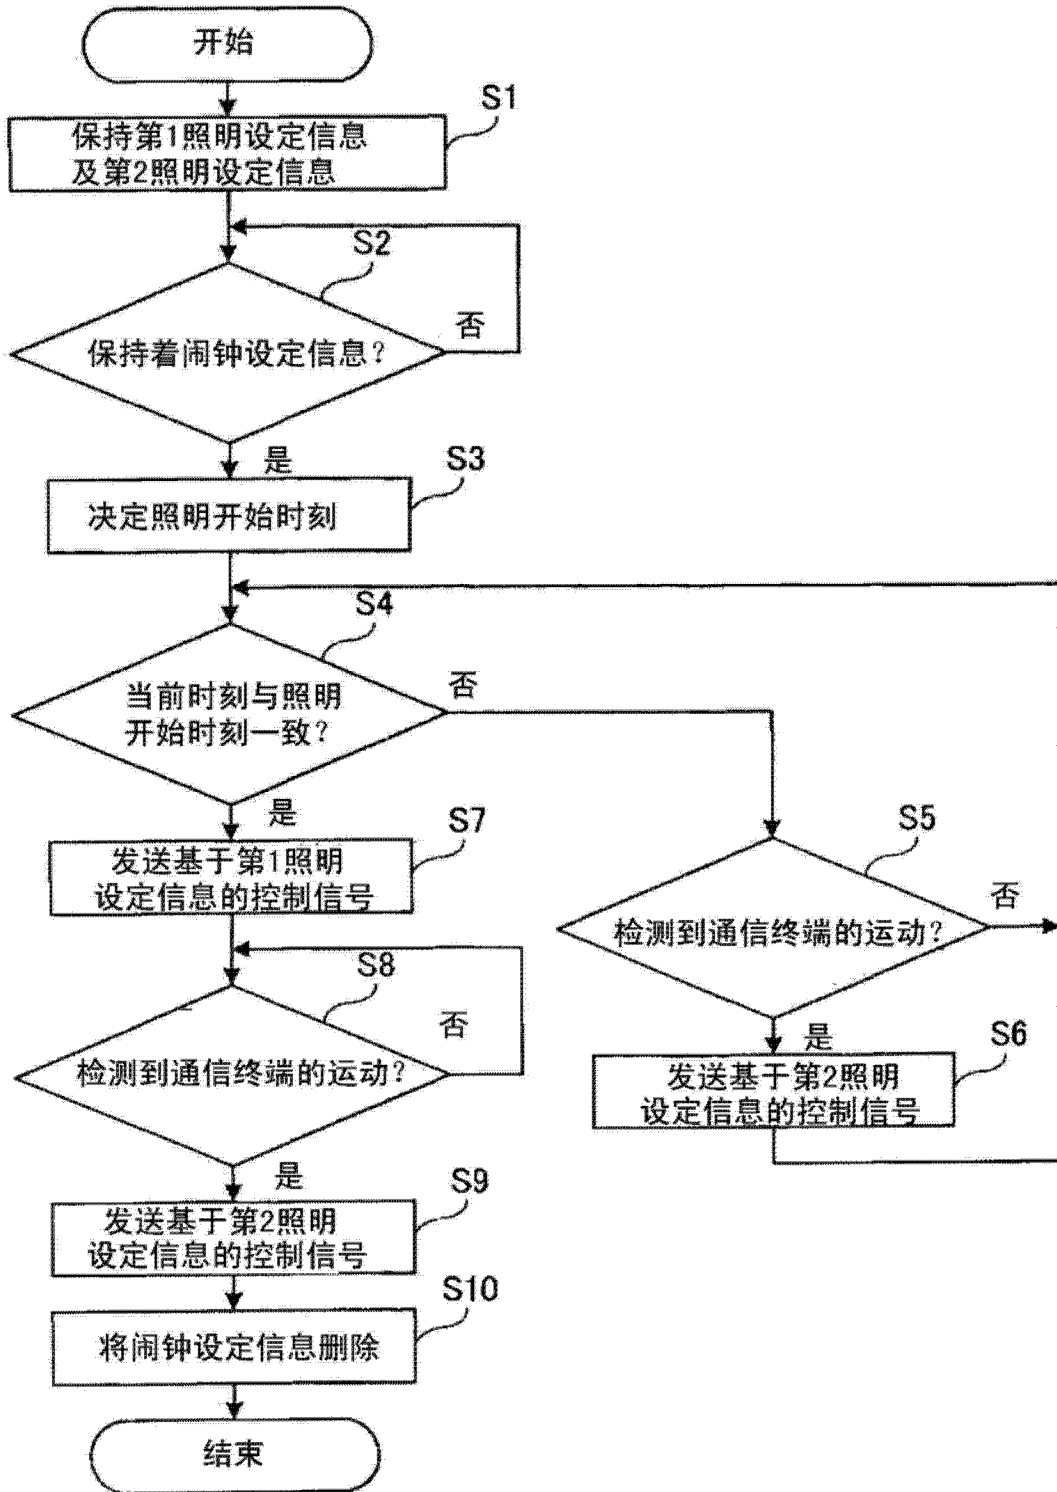 开始
S1
保持第1照明设定信息
及第2照明设定信息
S2
保持着闹钟设定信息？
否
是
S3
决定照明开始时刻
S4
当前时刻与照明
开始时刻一致？
否
是
S5
检测到通信终端的运动？
否
是
S6
发送基于第2照明
设定信息的控制信号
S7
发送基于第1照明
设定信息的控制信号
S8
检测到通信终端的运动？
否
是
S9
发送基于第2照明
设定信息的控制信号
S10
将闹钟设定信息删除
结束